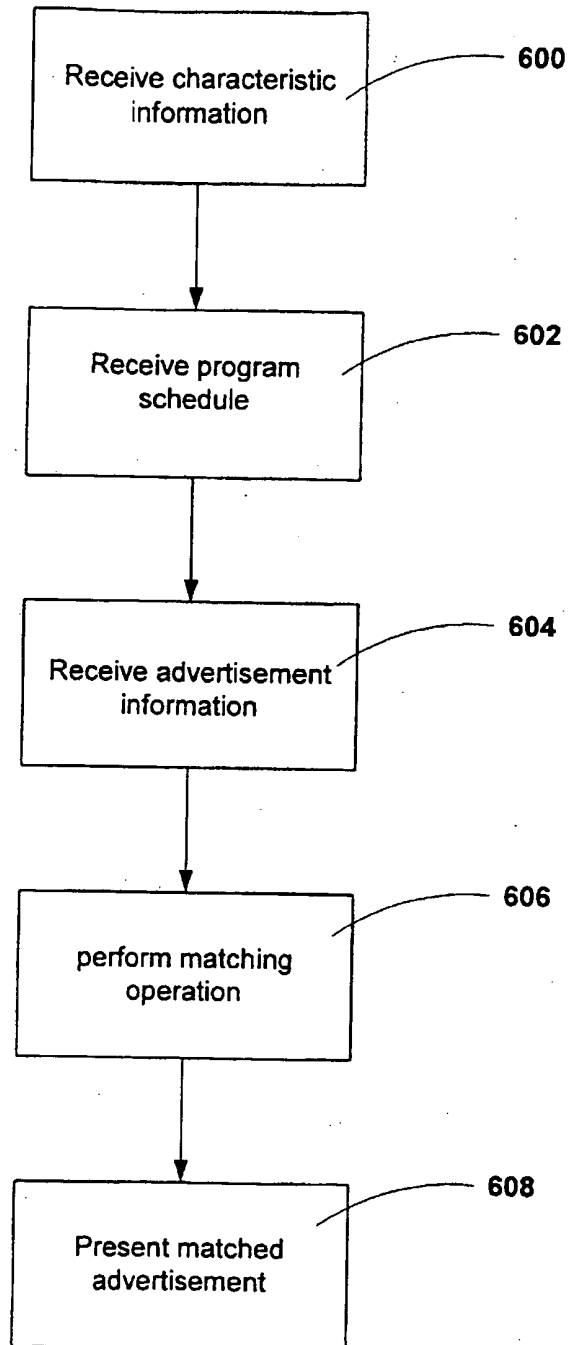 Receive characteristic
information
600
Receive program
schedule
602
Receive advertisement
information
604
perform matching
operation
606
Present matched
advertisement
608